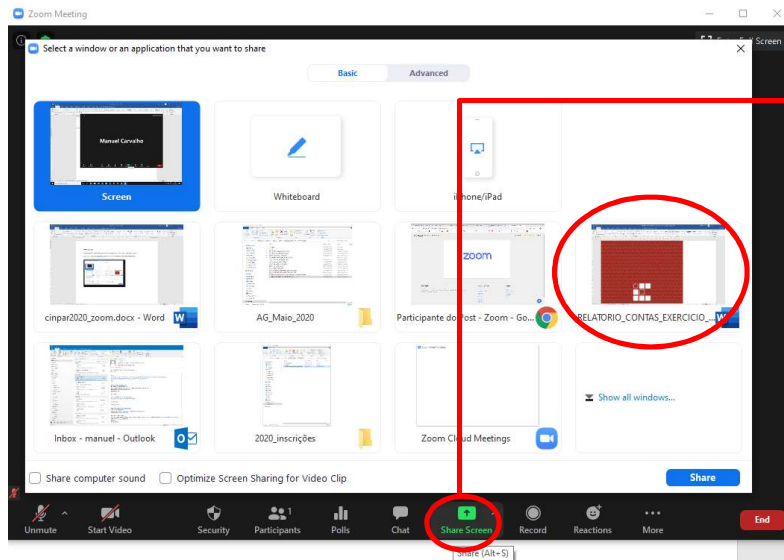 Zoom Meeting
Screen
Select a window or an application that you want to share
Basic
Advanced
Manuel Carvalho
Screen
Whiteboard
iPhone/iPad
zoom
cinpar2020_zoom.docx - Word
AG_Maio_2020
Participante do Post - Zoom - Go...
RELATORIO_CONTAS_EXERCICIO_...
Inbox - manuel - Outlook
2020_inscrições
Zoom Cloud Meetings
Show all windows...
Share computer sound
Optimize Screen Sharing for Video Clip
Share
1
Unmute
Start Video
Security
Participants
Polls
Chat
Share Screen
Record
Reactions
More
End
Share (Alt+S)